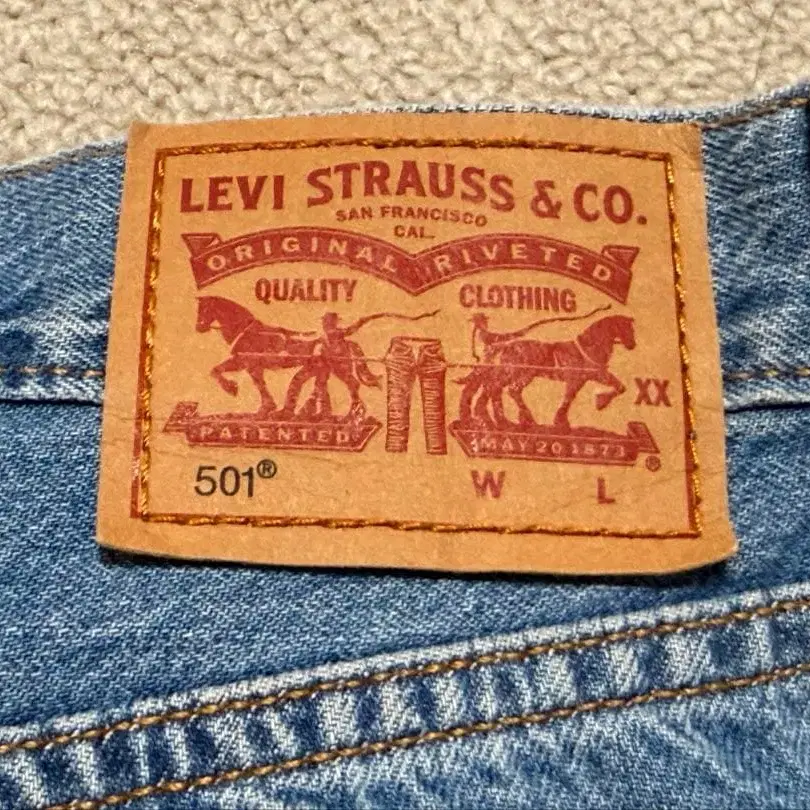 LEVI STRAUSS & CO.
SAN FRANCISCO
CAL.
ORIGINAL RIVETED
QUALITY CLOTHING
XX
PATENTED MAY 20 1873 ®
501® W L